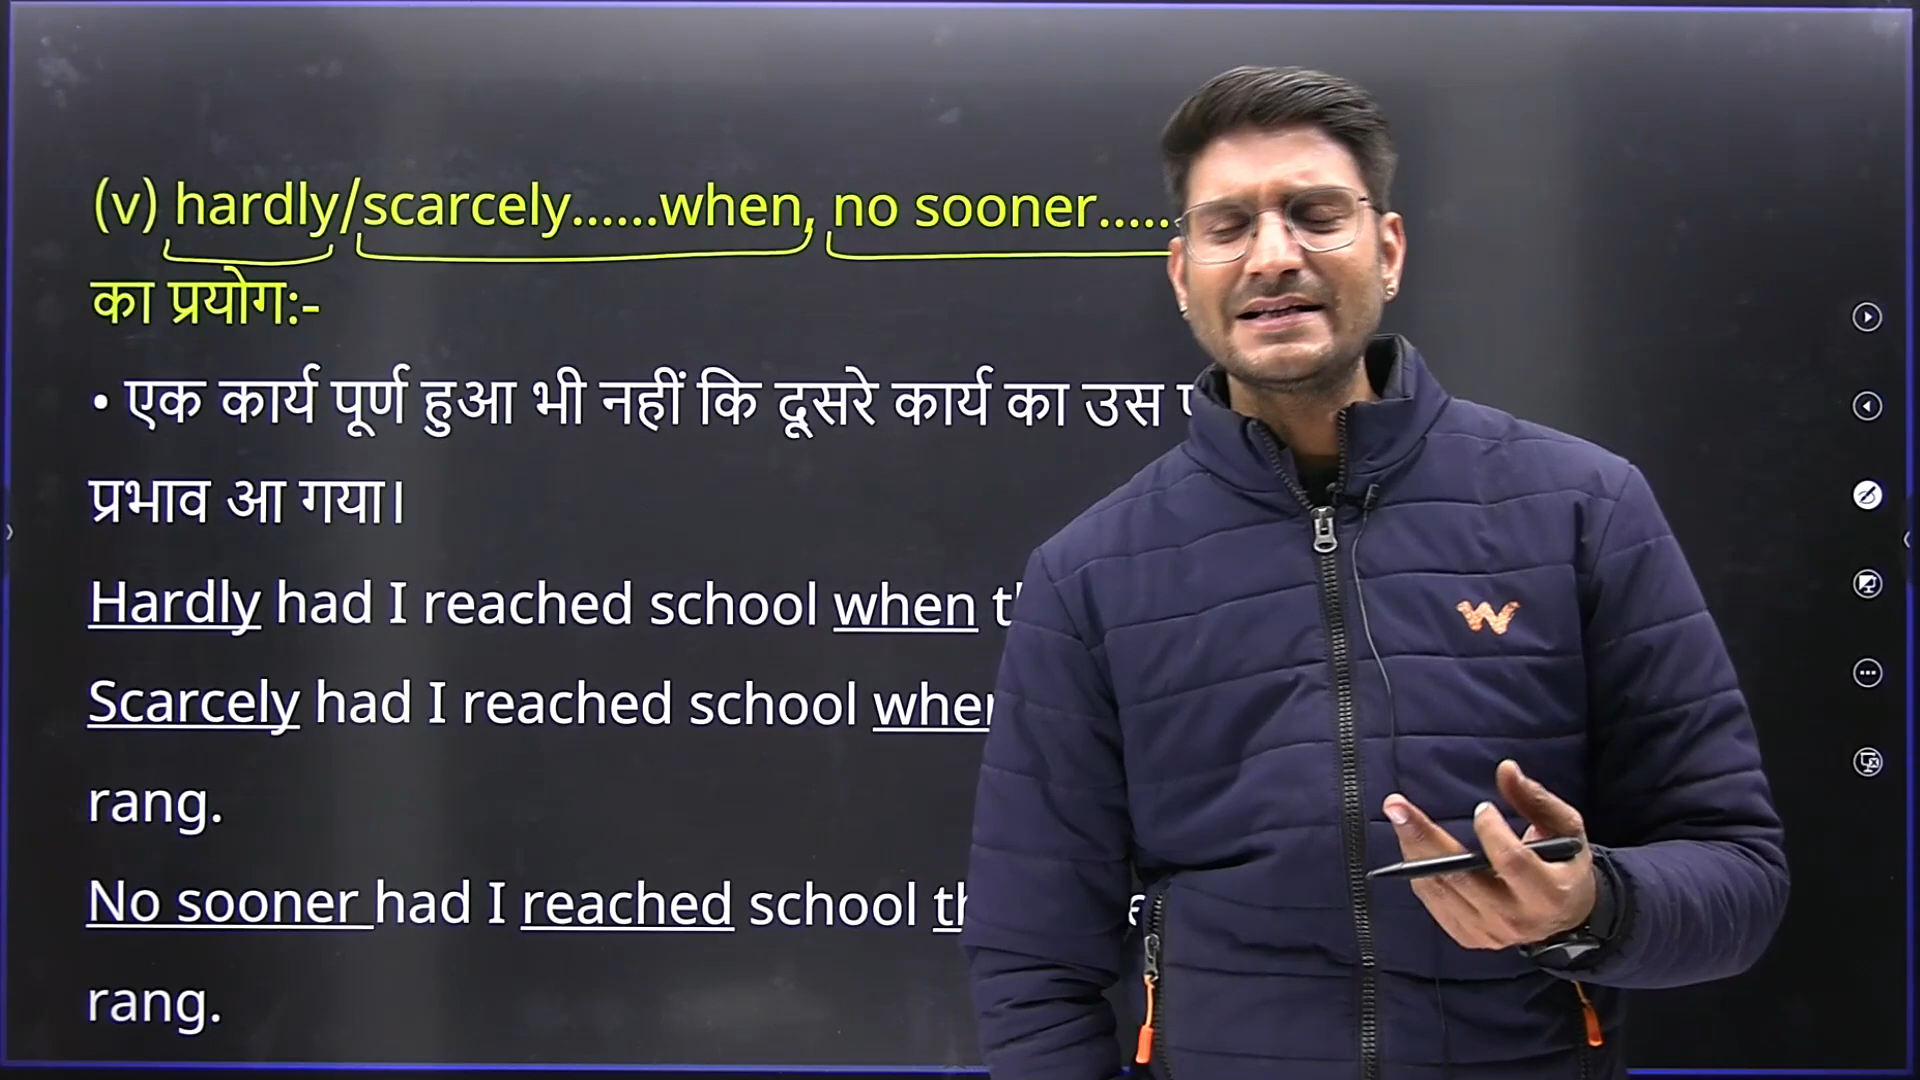 (v) hardly/scarcely......when, no sooner......
का प्रयोग:-
• एक कार्य पूर्ण हुआ भी नहीं कि दूसरे कार्य का उस
प्रभाव आ गया।
Hardly had I reached school when
Scarcely had I reached school when
rang.
No sooner had I reached school
rang.